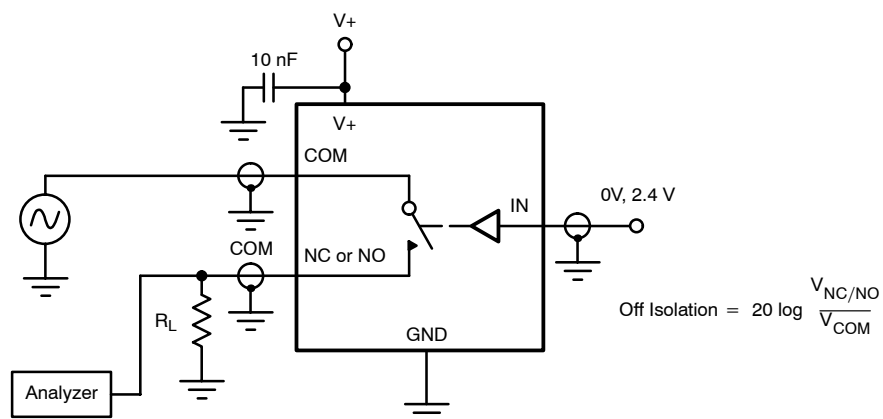 V+
10 nF
V+
COM
0V, 2.4 V
IN
COM
NC or NO
Off Isolation = 20 log V_NC/NO / V_COM
R_L
GND
Analyzer